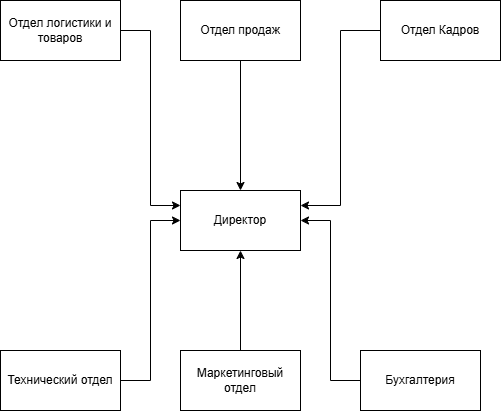 Отдел логистики и
товаров
Отдел продаж
Отдел Кадров
Директор
Технический отдел
Маркетинговый
отдел
Бухгалтерия